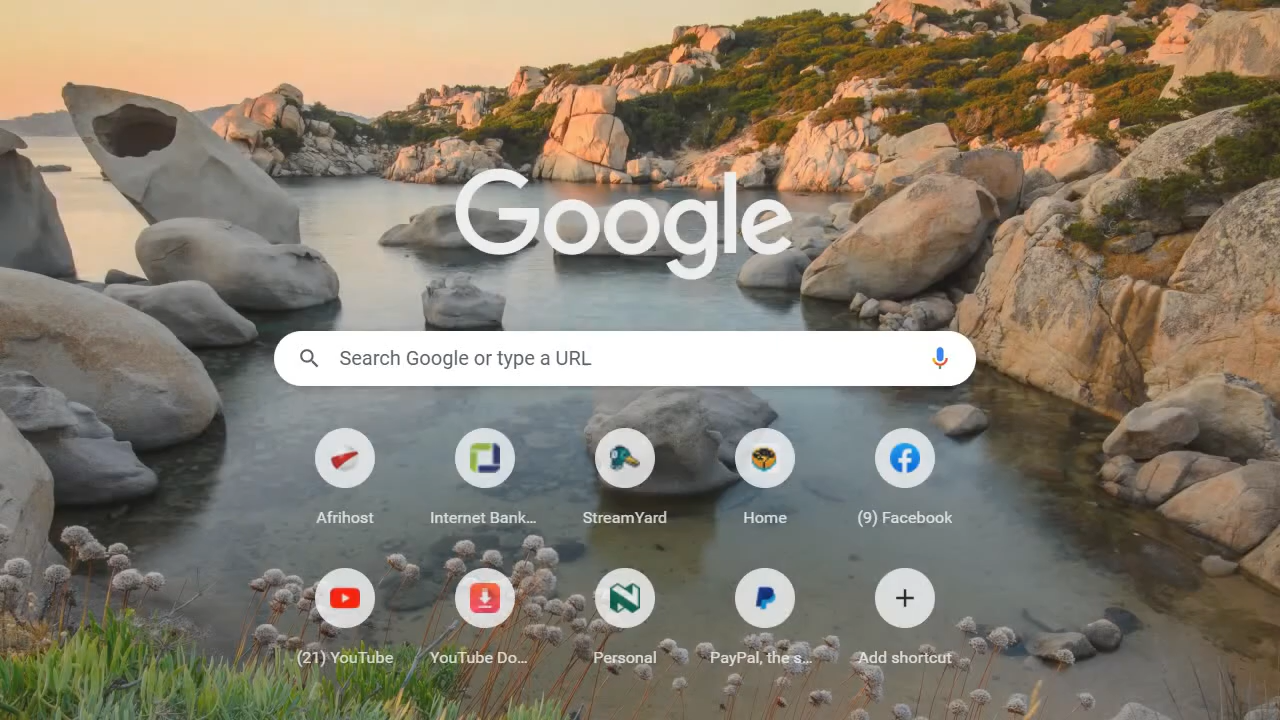 Google
Search Google or type a URL
Afrihost
Internet Bank...
StreamYard
Home
(9) Facebook
(21) YouTube
YouTube Do...
Personal
PayPal, the s...
Add shortcut